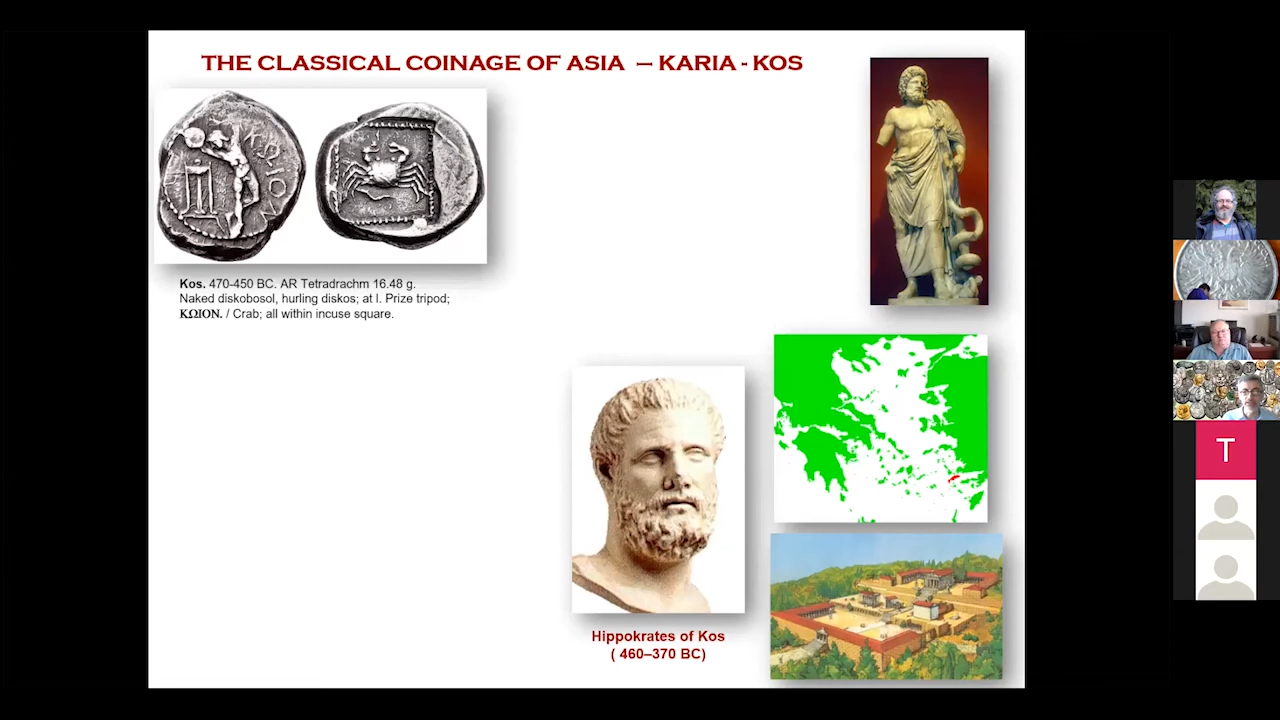 THE CLASSICAL COINAGE OF ASIA – KARIA - KOS
ΚΩΙΟΝ
Kos. 470-450 BC. AR Tetradrachm 16.48 g.
Naked diskobosol, hurling diskos; at l. Prize tripod;
ΚΩΙΟΝ. / Crab; all within incuse square.
Hippokrates of Kos
( 460–370 BC)
T